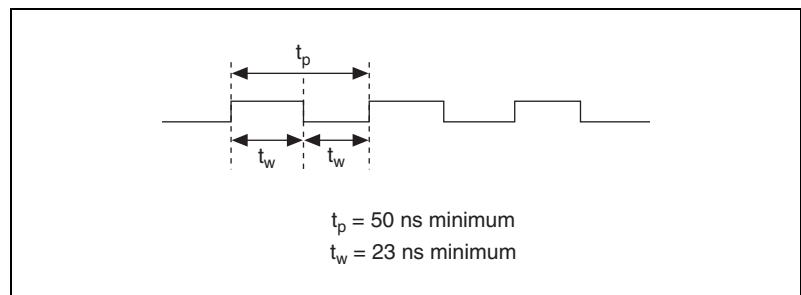 tp
tw tw
tp = 50 ns minimum
tw = 23 ns minimum